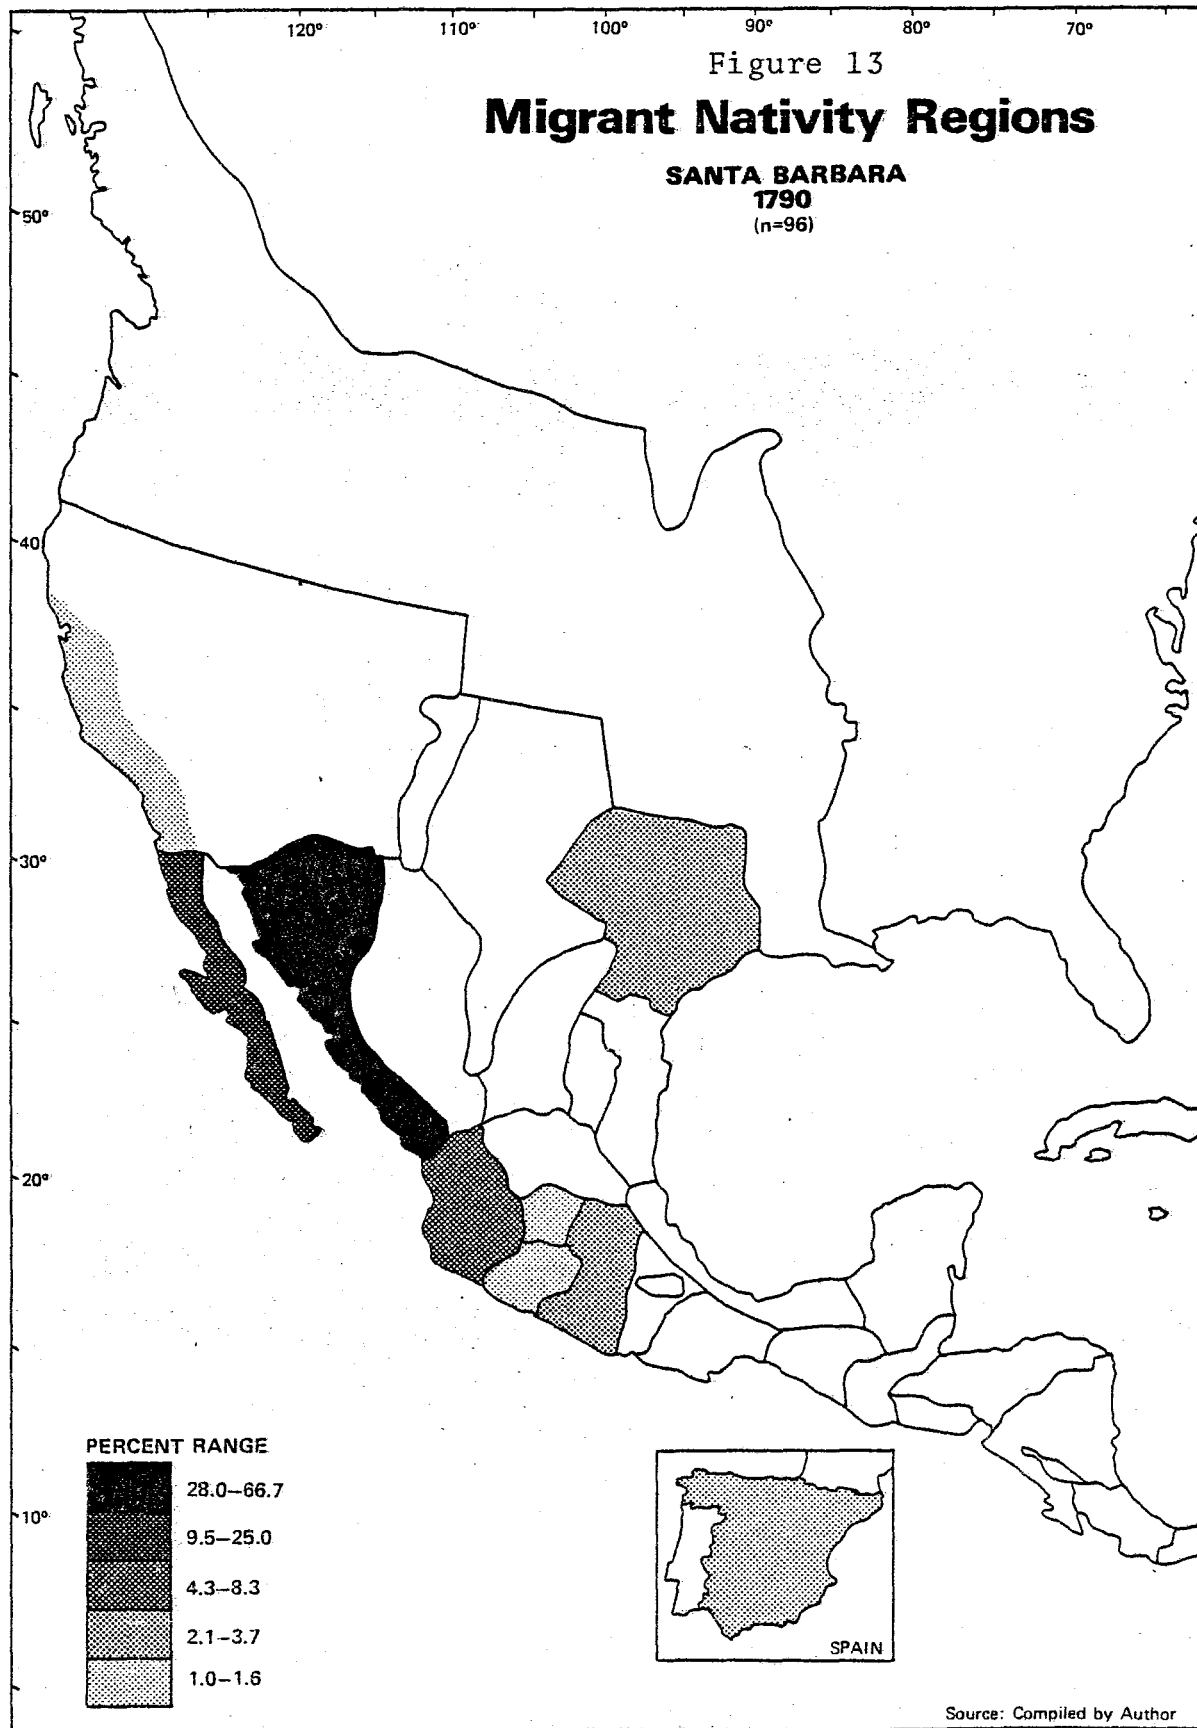 120° 110° 100° 90° 80° 70°
Figure 13
Migrant Nativity Regions
SANTA BARBARA
1790
(n=96)
50°
40
30°
20°
10°
PERCENT RANGE
28.0–66.7
9.5–25.0
4.3–8.3
2.1–3.7
1.0–1.6
SPAIN
Source: Compiled by Author